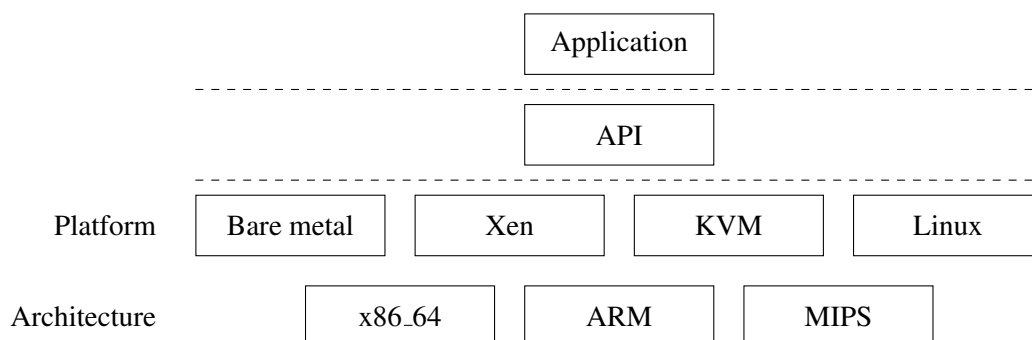 Application
API
Platform Bare metal Xen KVM Linux
Architecture x86_64 ARM MIPS